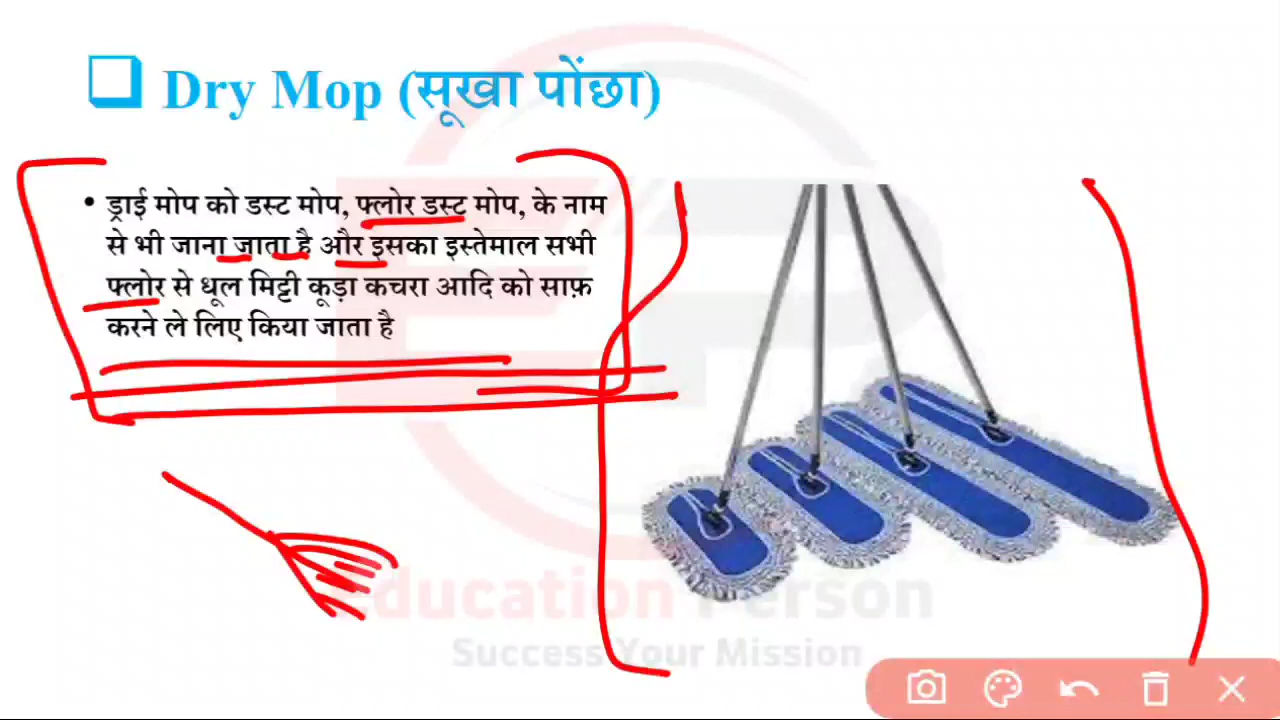 Dry Mop (सूखा पोंछा)
• ड्राई मोप को डस्ट मोप, फ्लोर डस्ट मोप, के नाम
से भी जाना जाता है और इसका इस्तेमाल सभी
फ्लोर से धूल मिट्टी कूड़ा कचरा आदि को साफ़
करने ले लिए किया जाता है
Education Person
Success Your Mission